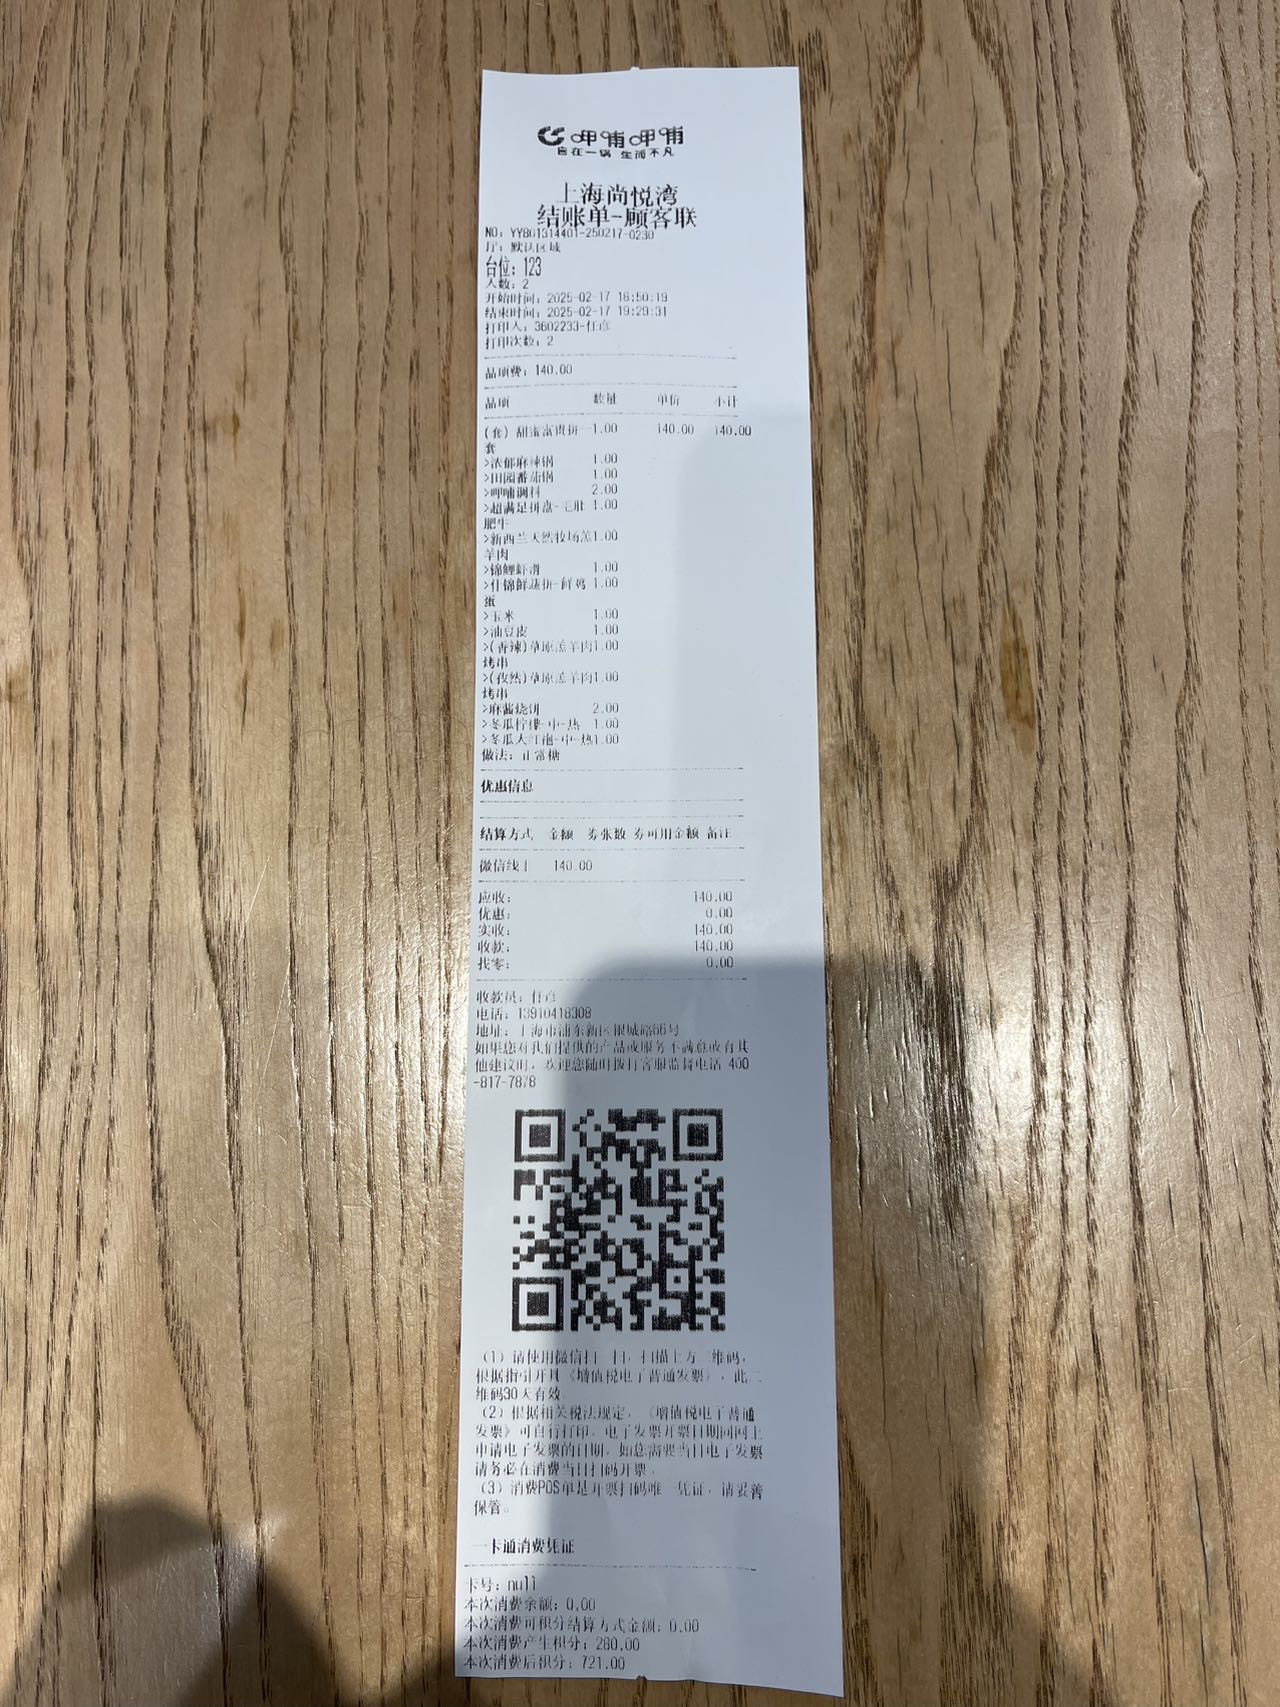 呷哺呷哺
宫在一锅 生而不凡
上海尚悦湾
结账单-顾客联
NO: YY801314401-250217-0230
厅: 默认区域
台位: 123
人数: 2
开始时间: 2025-02-17 18:50:19
结束时间: 2025-02-17 19:29:31
打印人: 3602233-任彦
打印次数: 2
品项费: 140.00
品项 数量 单价 小计
(套) 甜蜜富贵拼 1.00 140.00 140.00
套
>浓郁麻辣锅 1.00
>田园番茄锅 1.00
>呷哺调料 2.00
>超满足拼盘-毛肚 1.00
肥牛
>新西兰天然牧场羔1.00
羊肉
>锦鲤虾滑 1.00
>什锦鲜蔬拼-鲜鸡 1.00
蛋
>玉米 1.00
>油豆皮 1.00
>(香辣)草原羔羊肉1.00
烤串
>(孜然)草原羔羊肉1.00
烤串
>麻酱烧饼 2.00
>冬瓜柠檬-中-热 1.00
>冬瓜大红袍-中-热1.00
做法: 正常糖
优惠信息
结算方式 金额 券张数 券可用金额 备注
微信线下 140.00
应收: 140.00
优惠: 0.00
实收: 140.00
收款: 140.00
找零: 0.00
收款员: 任彦
电话: 13910418308
地址: 上海市浦东新区银城路66号
如果您对我们提供的产品或服务不满意或有其
他建议时, 欢迎您随时拨打客服监督电话 400
-817-7878
(1) 请使用微信扫一扫, 扫描上方二维码,
根据指引开具《增值税电子普通发票》, 此二
维码30天有效
(2) 根据相关税法规定, 《增值税电子普通
发票》可自行打印, 电子发票开票日期同网上
申请电子发票的日期, 如您需要当日电子发票
请务必在消费当日扫码开票。
(3) 消费POS单是开票扫码唯一凭证, 请妥善
保管。
一卡通消费凭证
卡号: null
本次消费余额: 0.00
本次消费可积分结算方式金额: 0.00
本次消费产生积分: 280.00
本次消费后积分: 721.00